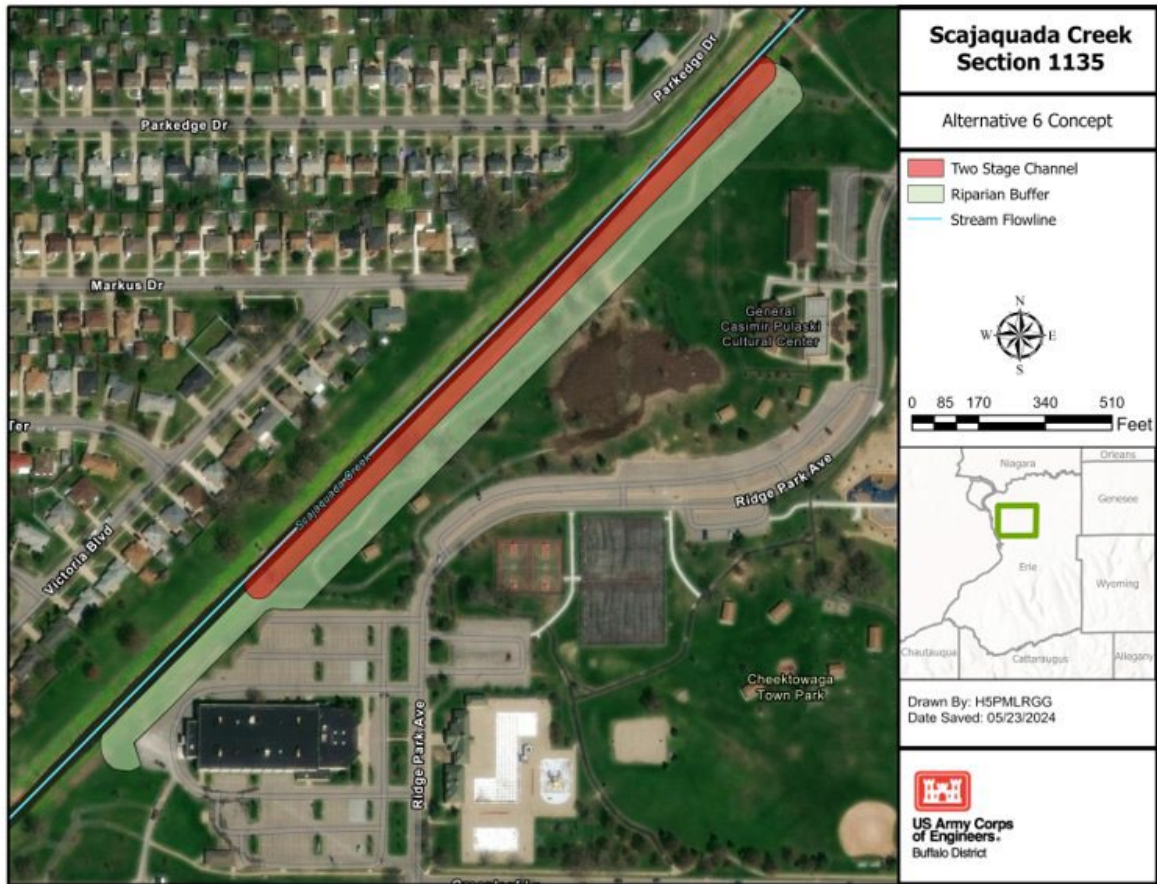 Scajaquada Creek
Section 1135
Alternative 6 Concept
Two Stage Channel
Riparian Buffer
Stream Flowline
N
W
E
S
0 85 170 340 510
Feet
Niagara
Orleans
Genesee
Erie
Wyoming
Chautauqua
Cattaraugus
Allegany
Drawn By: H5PMLRGG
Date Saved: 05/23/2024
US Army Corps
of Engineers®
Buffalo District
Parkedge Dr
Parkedge Dr
Markus Dr
Ter
Victoria Blvd
Scajaquada Creek
General
Casimir Pulaski
Cultural Center
Ridge Park Ave
Ridge Park Ave
Cheektowaga
Town Park